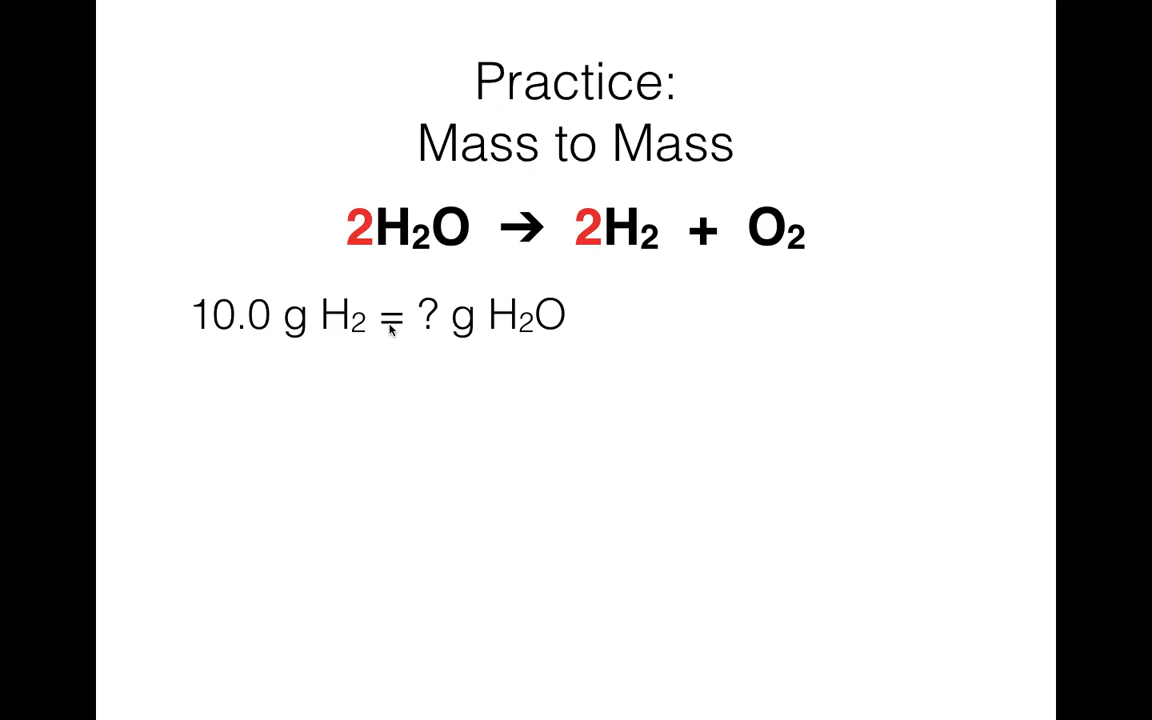 Practice:
Mass to Mass
2H₂O ➔ 2H₂ + O₂
10.0 g H₂ = ? g H₂O